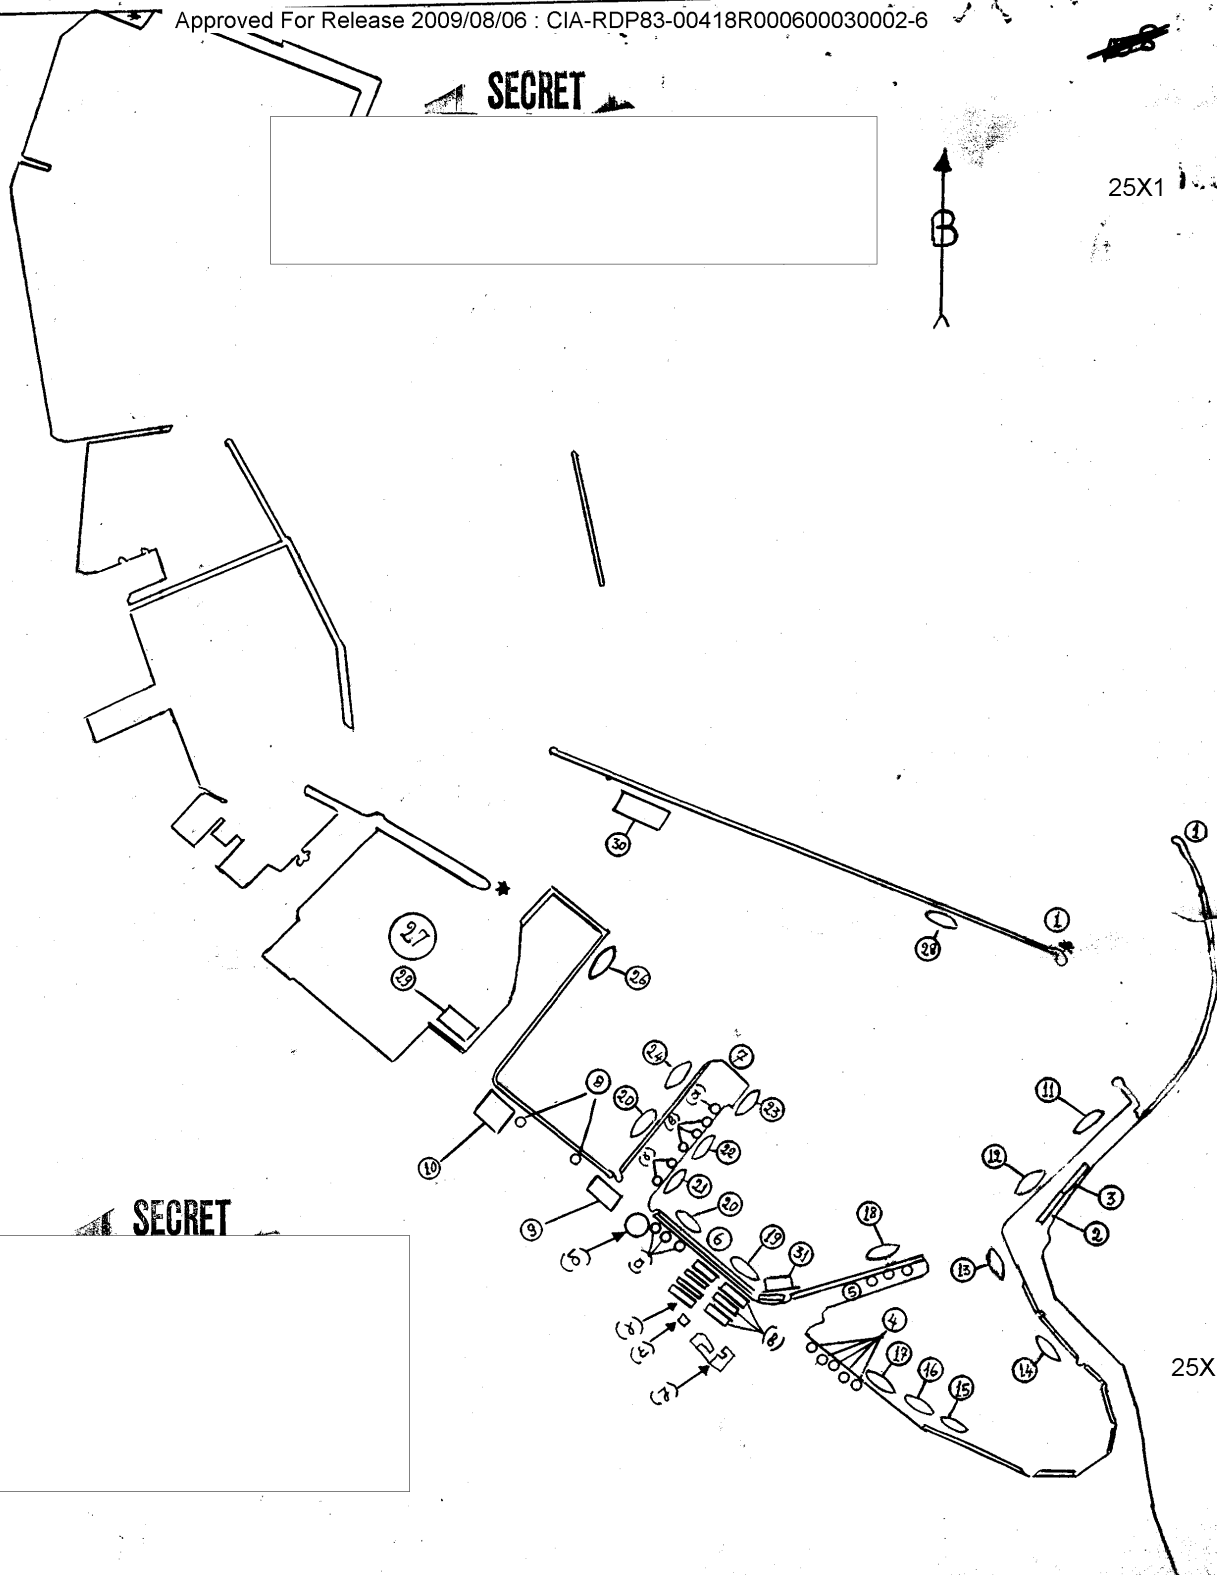 Approved For Release 2009/08/06 : CIA-RDP83-00418R000600030002-6
SECRET
25X1
B
30
1
1
28
27
29
26
24
7
8
20
23
11
22
12
10
21
3
20
18
2
9
6
19
31
13
(δ)
(α)
5
4
(γ)
(β)
(ε)
17
16
15
14
(ζ)
SECRET
25X